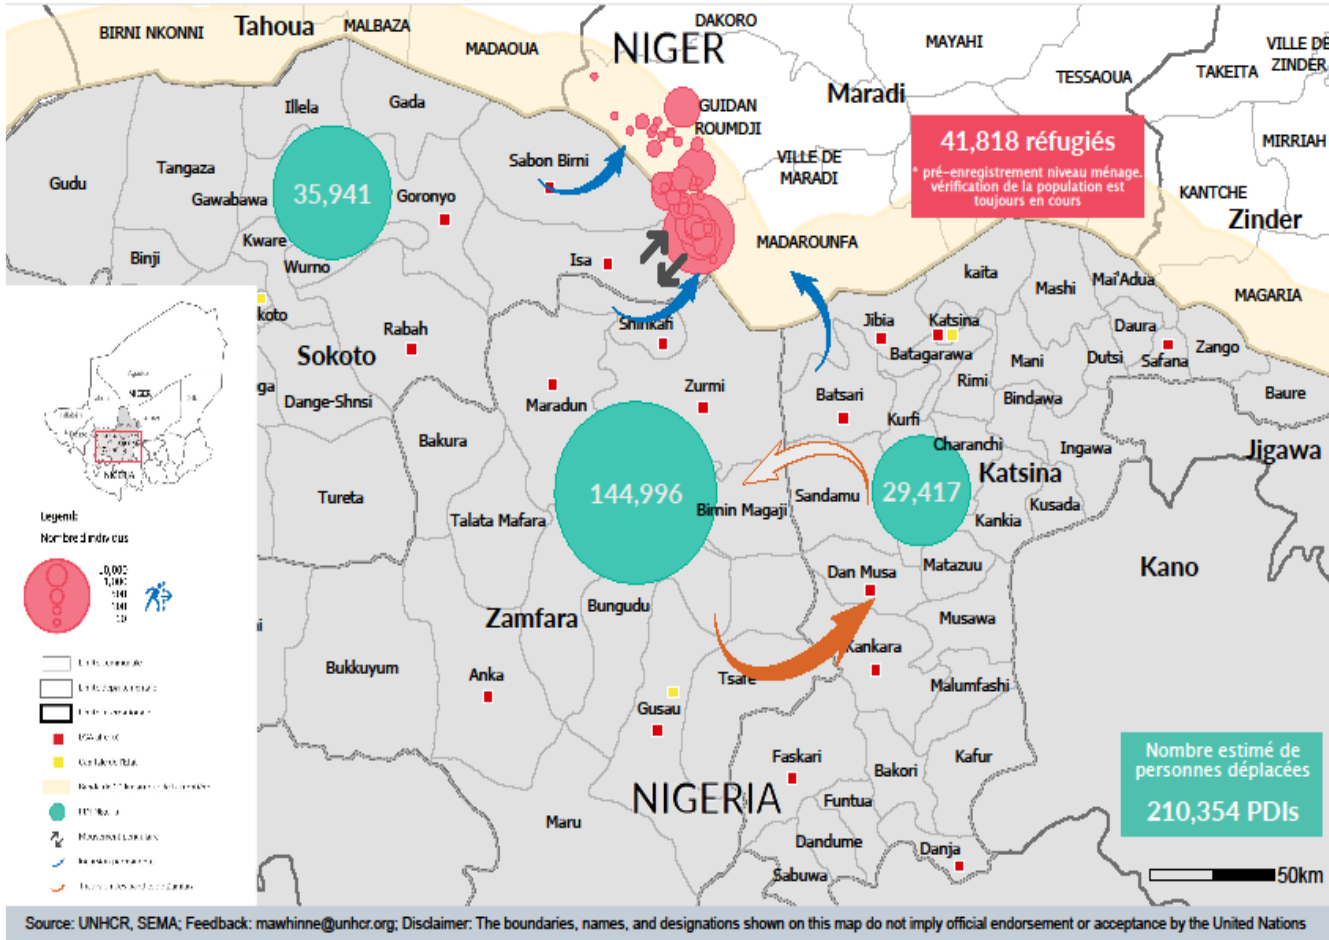 BIRNI NKONNI
Tahoua
MALBAZA
MADAOUA
DAKORO
NIGER
MAYAHI
VILLE DE
ZINDER
TAKEITA
TESSAOUA
Maradi
GUIDAN
ROUMDJI
VILLE DE
MARADI
41,818 réfugiés
* pré-enregistrement niveau ménage,
vérification de la population est
toujours en cours
MIRRIAH
KANTCHE
Zinder
MADAROUNFA
MAGARIA
Illela
Gada
Sabon Birni
Gudu
Tangaza
Gawabawa
35,941
Goronyo
Kware
Binji
Wurno
Isa
kaita
Mashi
Mai'Adua
koto
Rabah
Shinkafi
Jibia
Katsina
Batagarawa
Daura
Dutsi
Safana
Zango
Sokoto
Mani
Rimi
Bindawa
Baure
ga
Dange-Shnsi
Maradun
Zurmi
Batsari
Kurfi
Charanchi
Ingawa
Jigawa
Bakura
Katsina
Tureta
144,996
Birnin Magaji
Sandamu
29,417
Kusada
Kankia
Talata Mafara
Dan Musa
Matazuu
Kano
Zamfara
Bungudu
Musawa
Kankara
Bukkuyum
Anka
Tsafe
Malumfashi
Gusau
Faskari
Bakori
Kafur
NIGERIA
Funtua
Maru
Dandume
Danja
Sabuwa
Nombre estimé de
personnes déplacées
210,354 PDIs
50km
NIGER
Legend:
Nombre d'individus
10,000
1,000
Source: UNHCR, SEMA; Feedback: mawhinne@unhcr.org; Disclaimer: The boundaries, names, and designations shown on this map do not imply official endorsement or acceptance by the United Nations